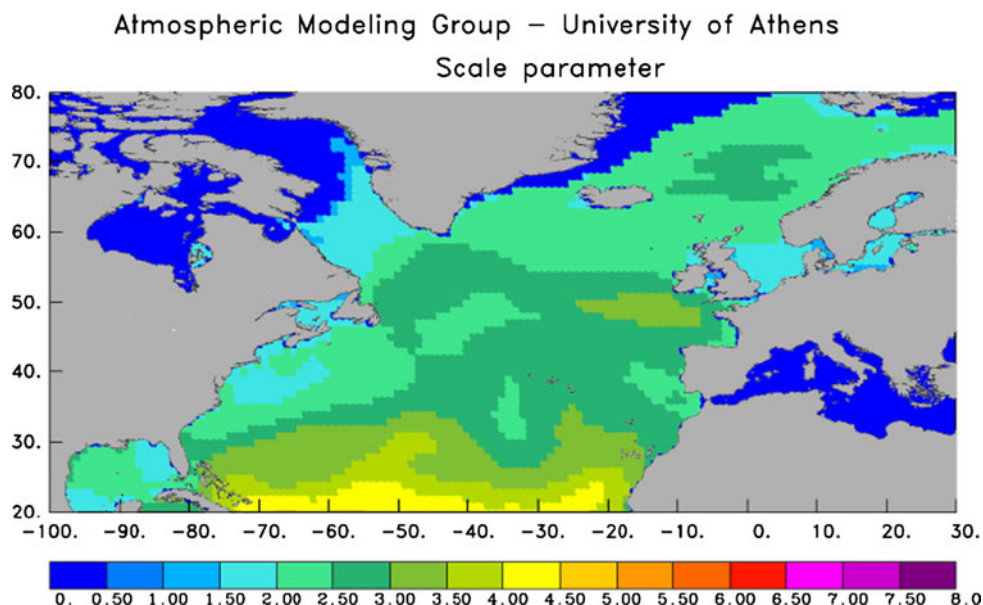 Atmospheric Modeling Group – University of Athens
Scale parameter
80.
70.
60.
50.
40.
30.
20.
-100. -90. -80. -70. -60. -50. -40. -30. -20. -10. 0. 10. 20. 30.
0. 0.50 1.00 1.50 2.00 2.50 3.00 3.50 4.00 4.50 5.00 5.50 6.00 6.50 7.00 7.50 8.0